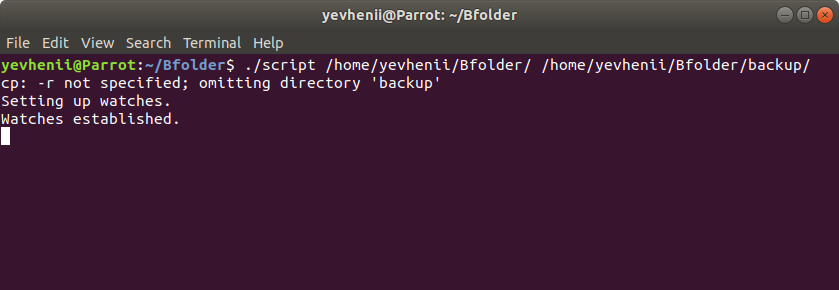 yevhenii@Parrot: ~/Bfolder
File Edit View Search Terminal Help
yevhenii@Parrot:~/Bfolder$ ./script /home/yevhenii/Bfolder/ /home/yevhenii/Bfolder/backup/
cp: -r not specified; omitting directory 'backup'
Setting up watches.
Watches established.